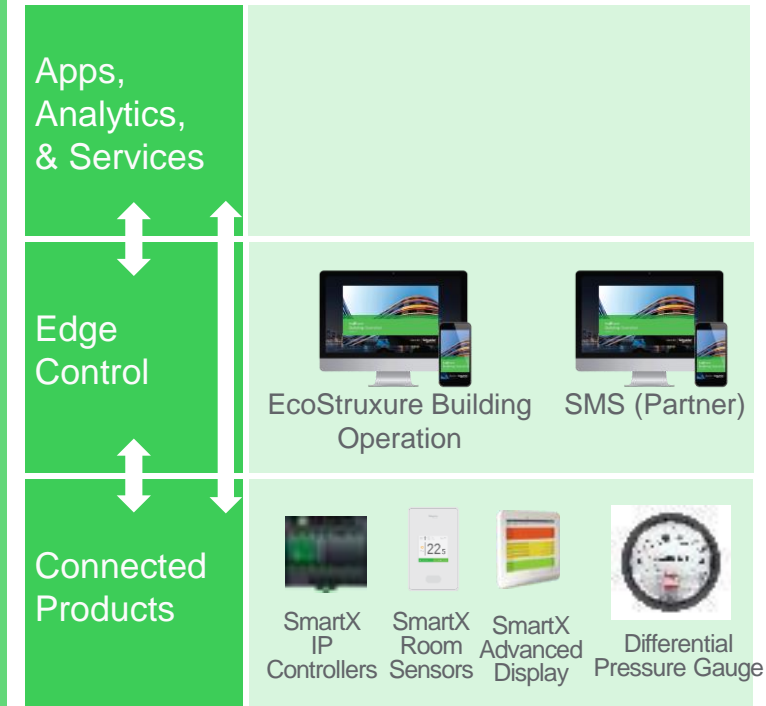 Apps,
Analytics,
& Services
Edge
Control
EcoStruxure Building
Operation
SMS (Partner)
Connected
Products
22.5
SmartX
IP
Controllers
SmartX
Room
Sensors
SmartX
Advanced
Display
Differential
Pressure Gauge